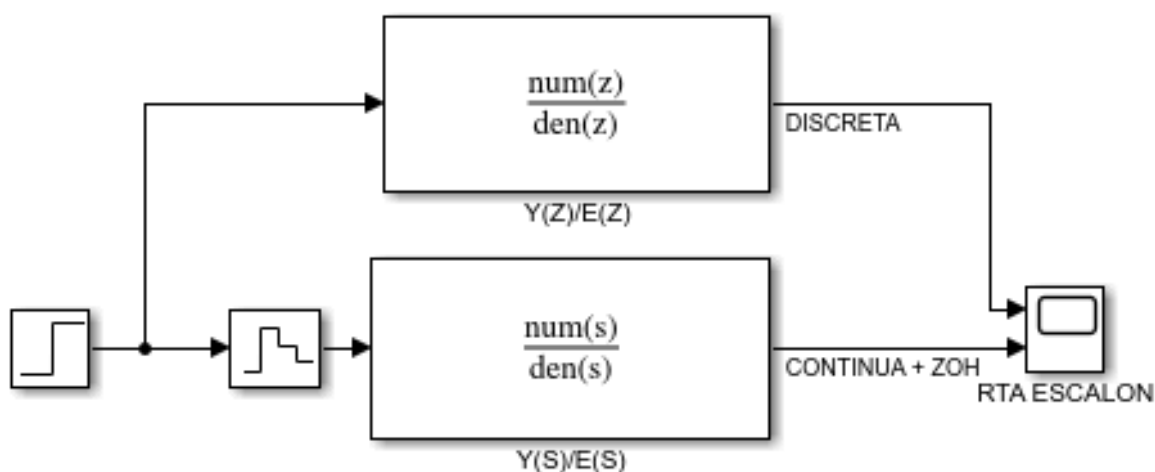 num(z)
den(z)
DISCRETA
Y(Z)/E(Z)
num(s)
den(s)
CONTINUA + ZOH
RTA ESCALON
Y(S)/E(S)